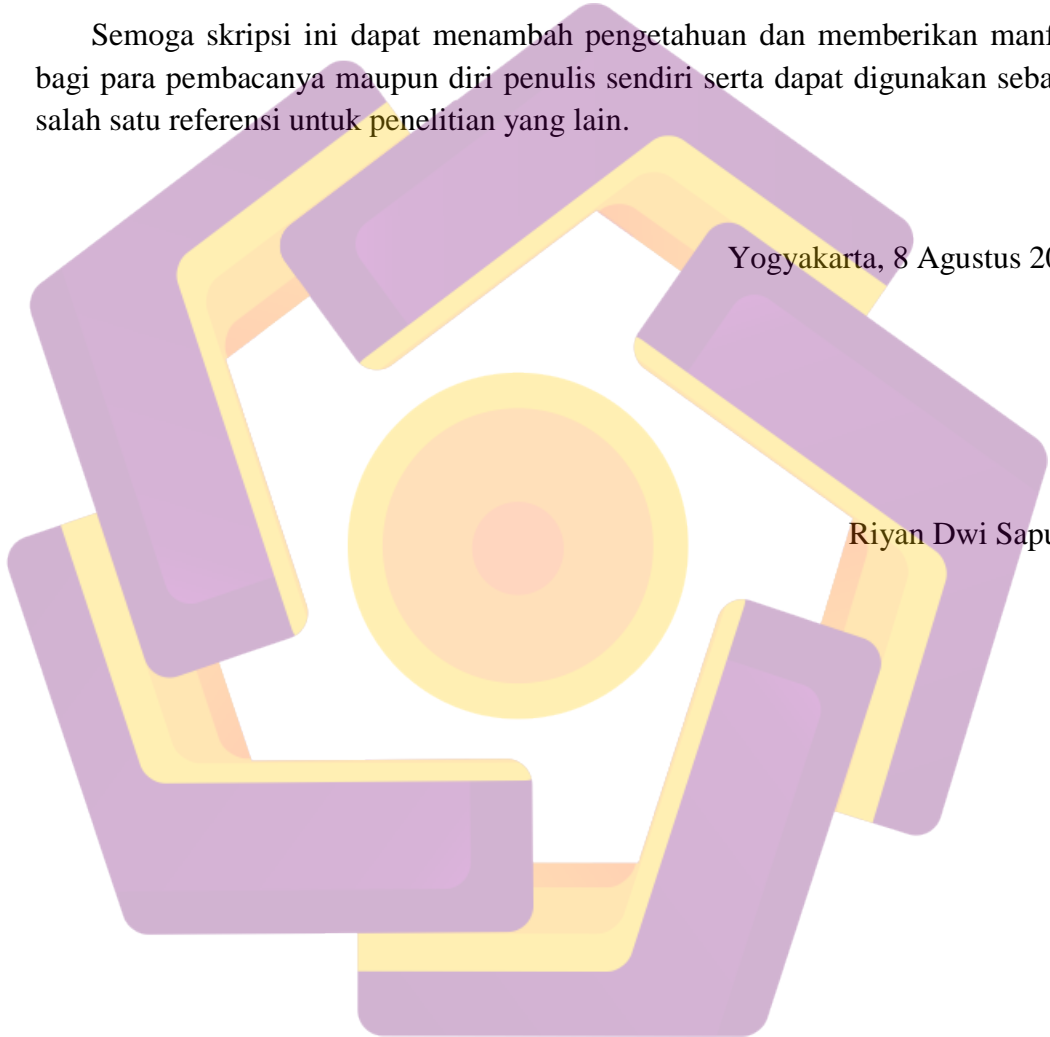 Semoga skripsi ini dapat menambah pengetahuan dan memberikan manf
bagi para pembacanya maupun diri penulis sendiri serta dapat digunakan seba
salah satu referensi untuk penelitian yang lain.
Yogyakarta, 8 Agustus 20
Riyan Dwi Sapu